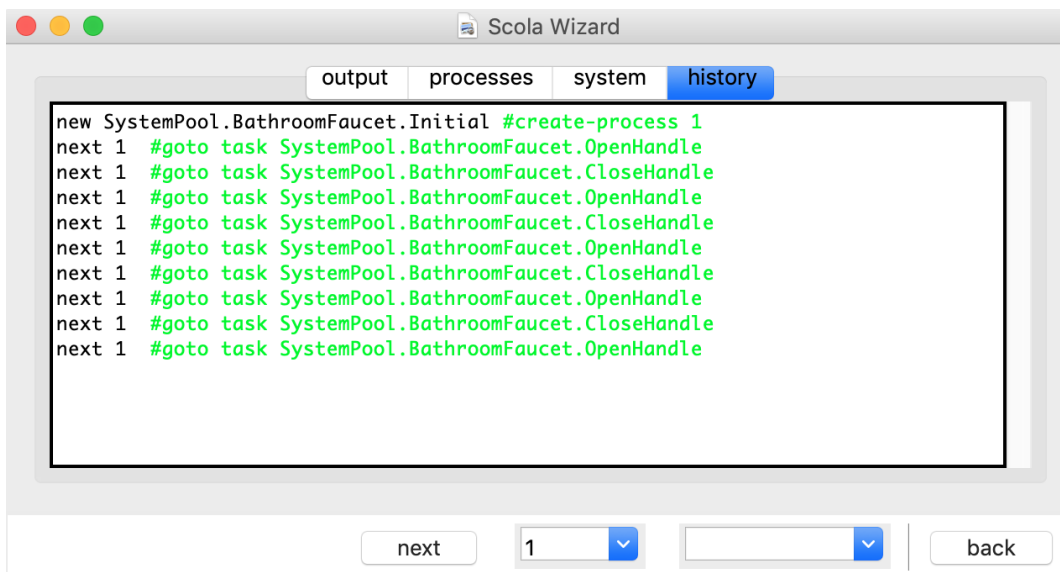 Scola Wizard
output processes system history
new SystemPool.BathroomFaucet.Initial #create-process 1
next 1  #goto task SystemPool.BathroomFaucet.OpenHandle
next 1  #goto task SystemPool.BathroomFaucet.CloseHandle
next 1  #goto task SystemPool.BathroomFaucet.OpenHandle
next 1  #goto task SystemPool.BathroomFaucet.CloseHandle
next 1  #goto task SystemPool.BathroomFaucet.OpenHandle
next 1  #goto task SystemPool.BathroomFaucet.CloseHandle
next 1  #goto task SystemPool.BathroomFaucet.OpenHandle
next 1  #goto task SystemPool.BathroomFaucet.CloseHandle
next 1  #goto task SystemPool.BathroomFaucet.OpenHandle
next 1 back